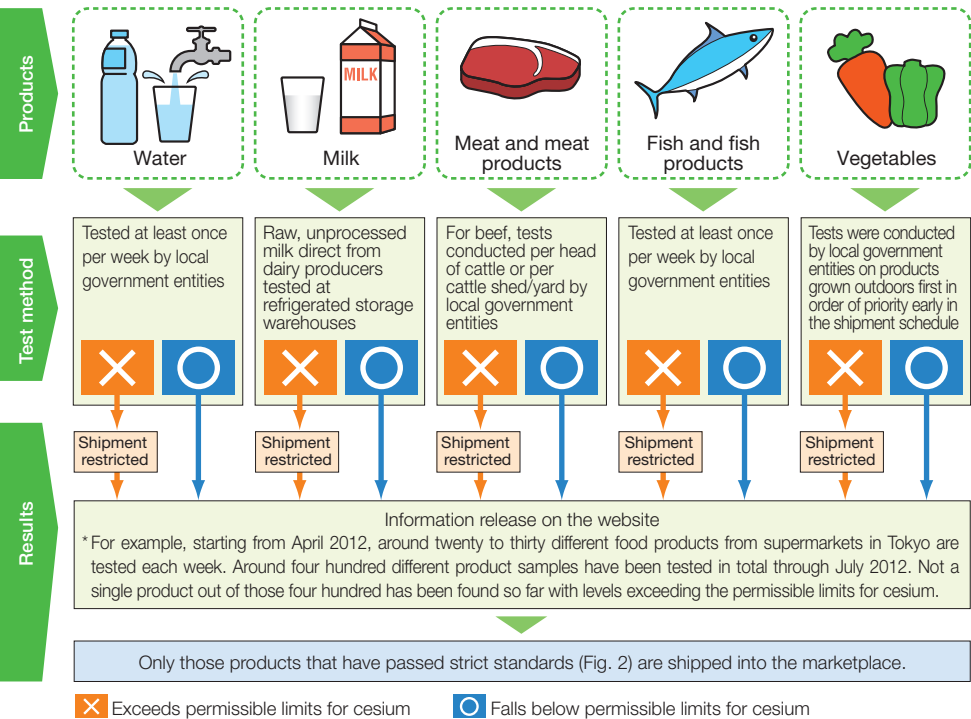 Products
MILK
Water
Milk
Meat and meat
products
Fish and fish
products
Vegetables
Test method
Tested at least once
per week by local
government entities
Raw, unprocessed
milk direct from
dairy producers
tested at
refrigerated storage
warehouses
For beef, tests
conducted per head
of cattle or per
cattle shed/yard by
local government
entities
Tested at least once
per week by local
government entities
Tests were conducted
by local government
entities on products
grown outdoors first in
order of priority early in
the shipment schedule
Results
Shipment
restricted
Shipment
restricted
Shipment
restricted
Shipment
restricted
Shipment
restricted
Information release on the website
*For example, starting from April 2012, around twenty to thirty different food products from supermarkets in Tokyo are
tested each week. Around four hundred different product samples have been tested in total through July 2012. Not a
single product out of those four hundred has been found so far with levels exceeding the permissible limits for cesium.
Only those products that have passed strict standards (Fig. 2) are shipped into the marketplace.
Exceeds permissible limits for cesium
Falls below permissible limits for cesium